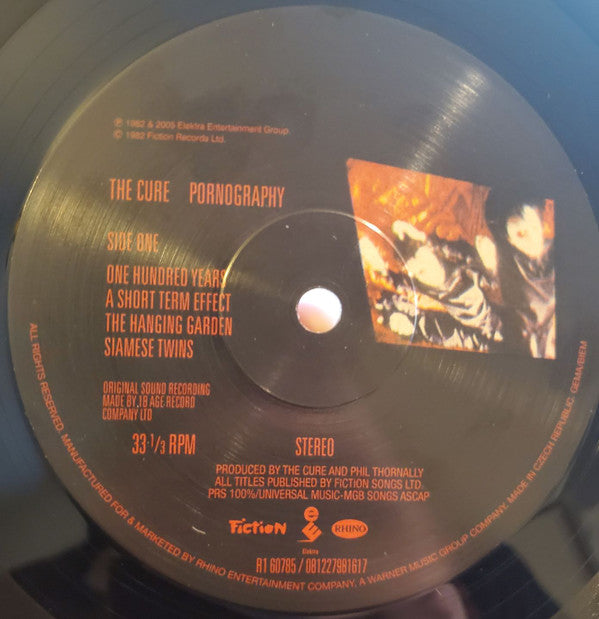 ℗ 1982 & 2005 Elektra Entertainment Group.
© 1982 Fiction Records Ltd.
THE CURE PORNOGRAPHY
SIDE ONE
ONE HUNDRED YEARS
A SHORT TERM EFFECT
THE HANGING GARDEN
SIAMESE TWINS
ORIGINAL SOUND RECORDING
MADE BY .18 AGE RECORD
COMPANY LTD
33-1/3 RPM
STEREO
PRODUCED BY THE CURE AND PHIL THORNALLY
ALL TITLES PUBLISHED BY FICTION SONGS LTD.
PRS 100%/UNIVERSAL MUSIC-MGB SONGS ASCAP
Fiction
Elektra
RHINO
R1 60785 / 081227981617
ALL RIGHTS RESERVED. MANUFACTURED FOR & MARKETED BY RHINO ENTERTAINMENT COMPANY, A WARNER MUSIC GROUP COMPANY. MADE IN CZECH REPUBLIC. GEMA/BIEM